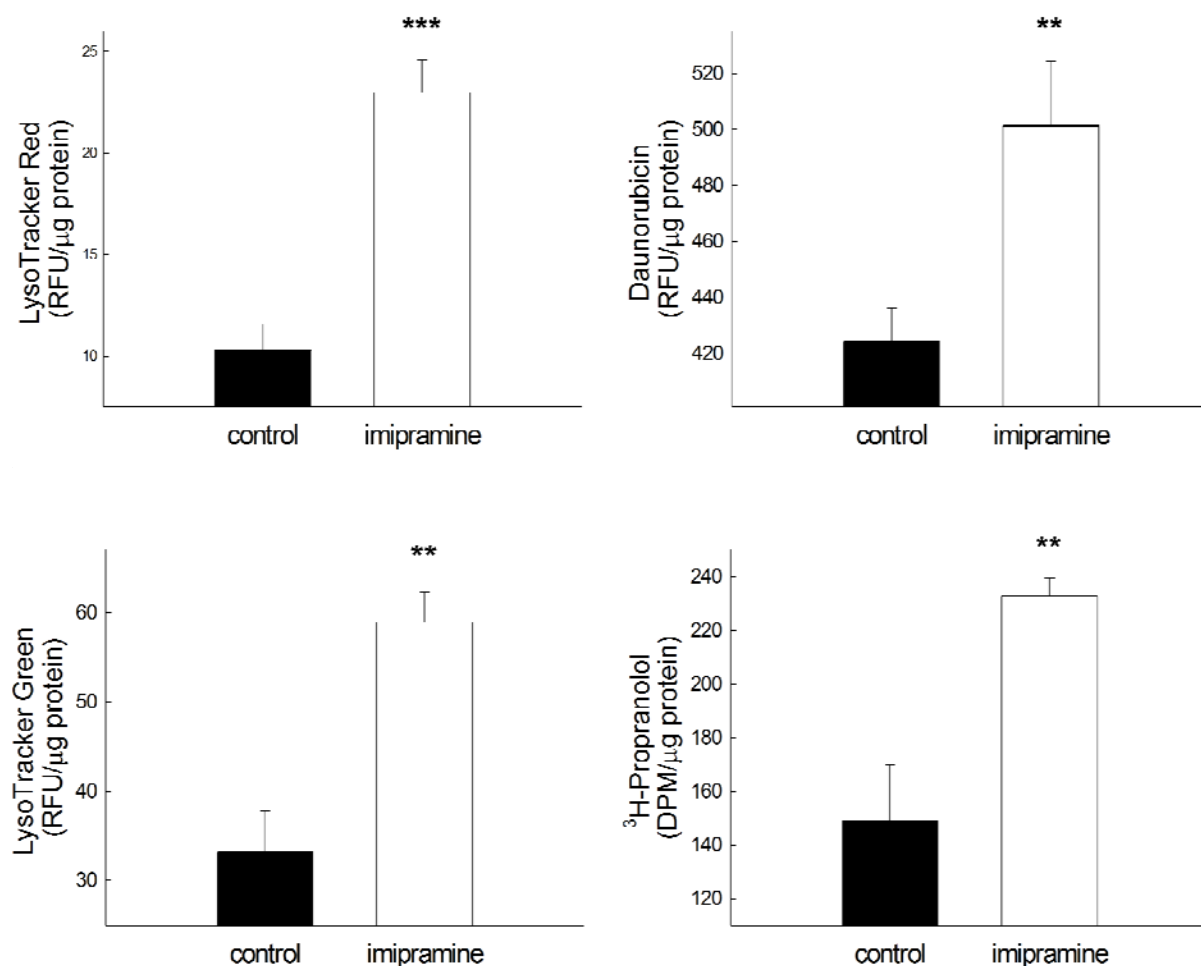 ***
LysoTracker Red
(RFU/μg protein)
25
20
15
10
control imipramine
**
Daunorubicin
(RFU/μg protein)
520
500
480
460
440
420
control imipramine
**
LysoTracker Green
(RFU/μg protein)
60
50
40
30
control imipramine
**
³H-Propranolol
(DPM/μg protein)
240
220
200
180
160
140
120
control imipramine